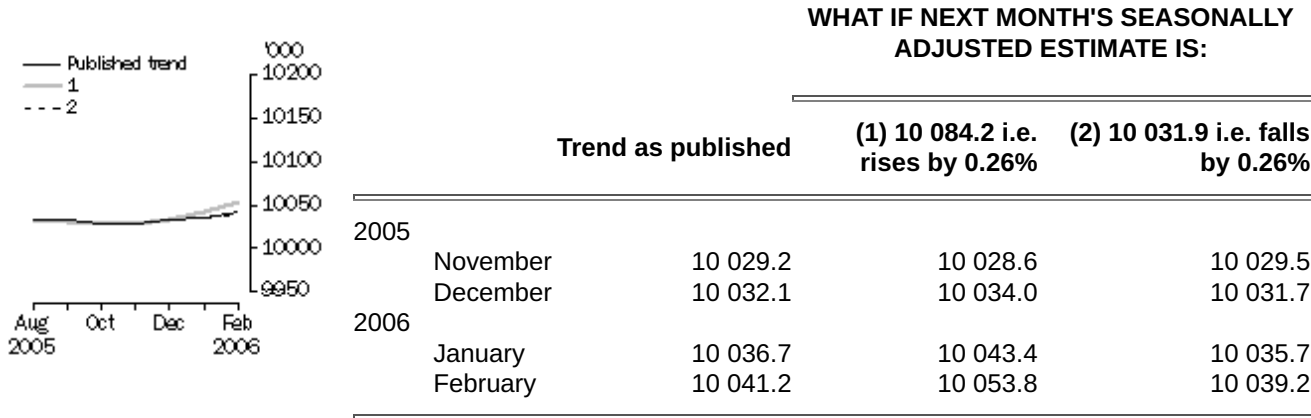 '000
Published trend
1
2
10200
10150
10100
10050
10000
9950
Aug Oct Dec Feb
2005 2006
WHAT IF NEXT MONTH'S SEASONALLY
ADJUSTED ESTIMATE IS:
Trend as published (1) 10 084.2 i.e. rises by 0.26% (2) 10 031.9 i.e. falls by 0.26%
2005
November 10 029.2 10 028.6 10 029.5
December 10 032.1 10 034.0 10 031.7
2006
January 10 036.7 10 043.4 10 035.7
February 10 041.2 10 053.8 10 039.2